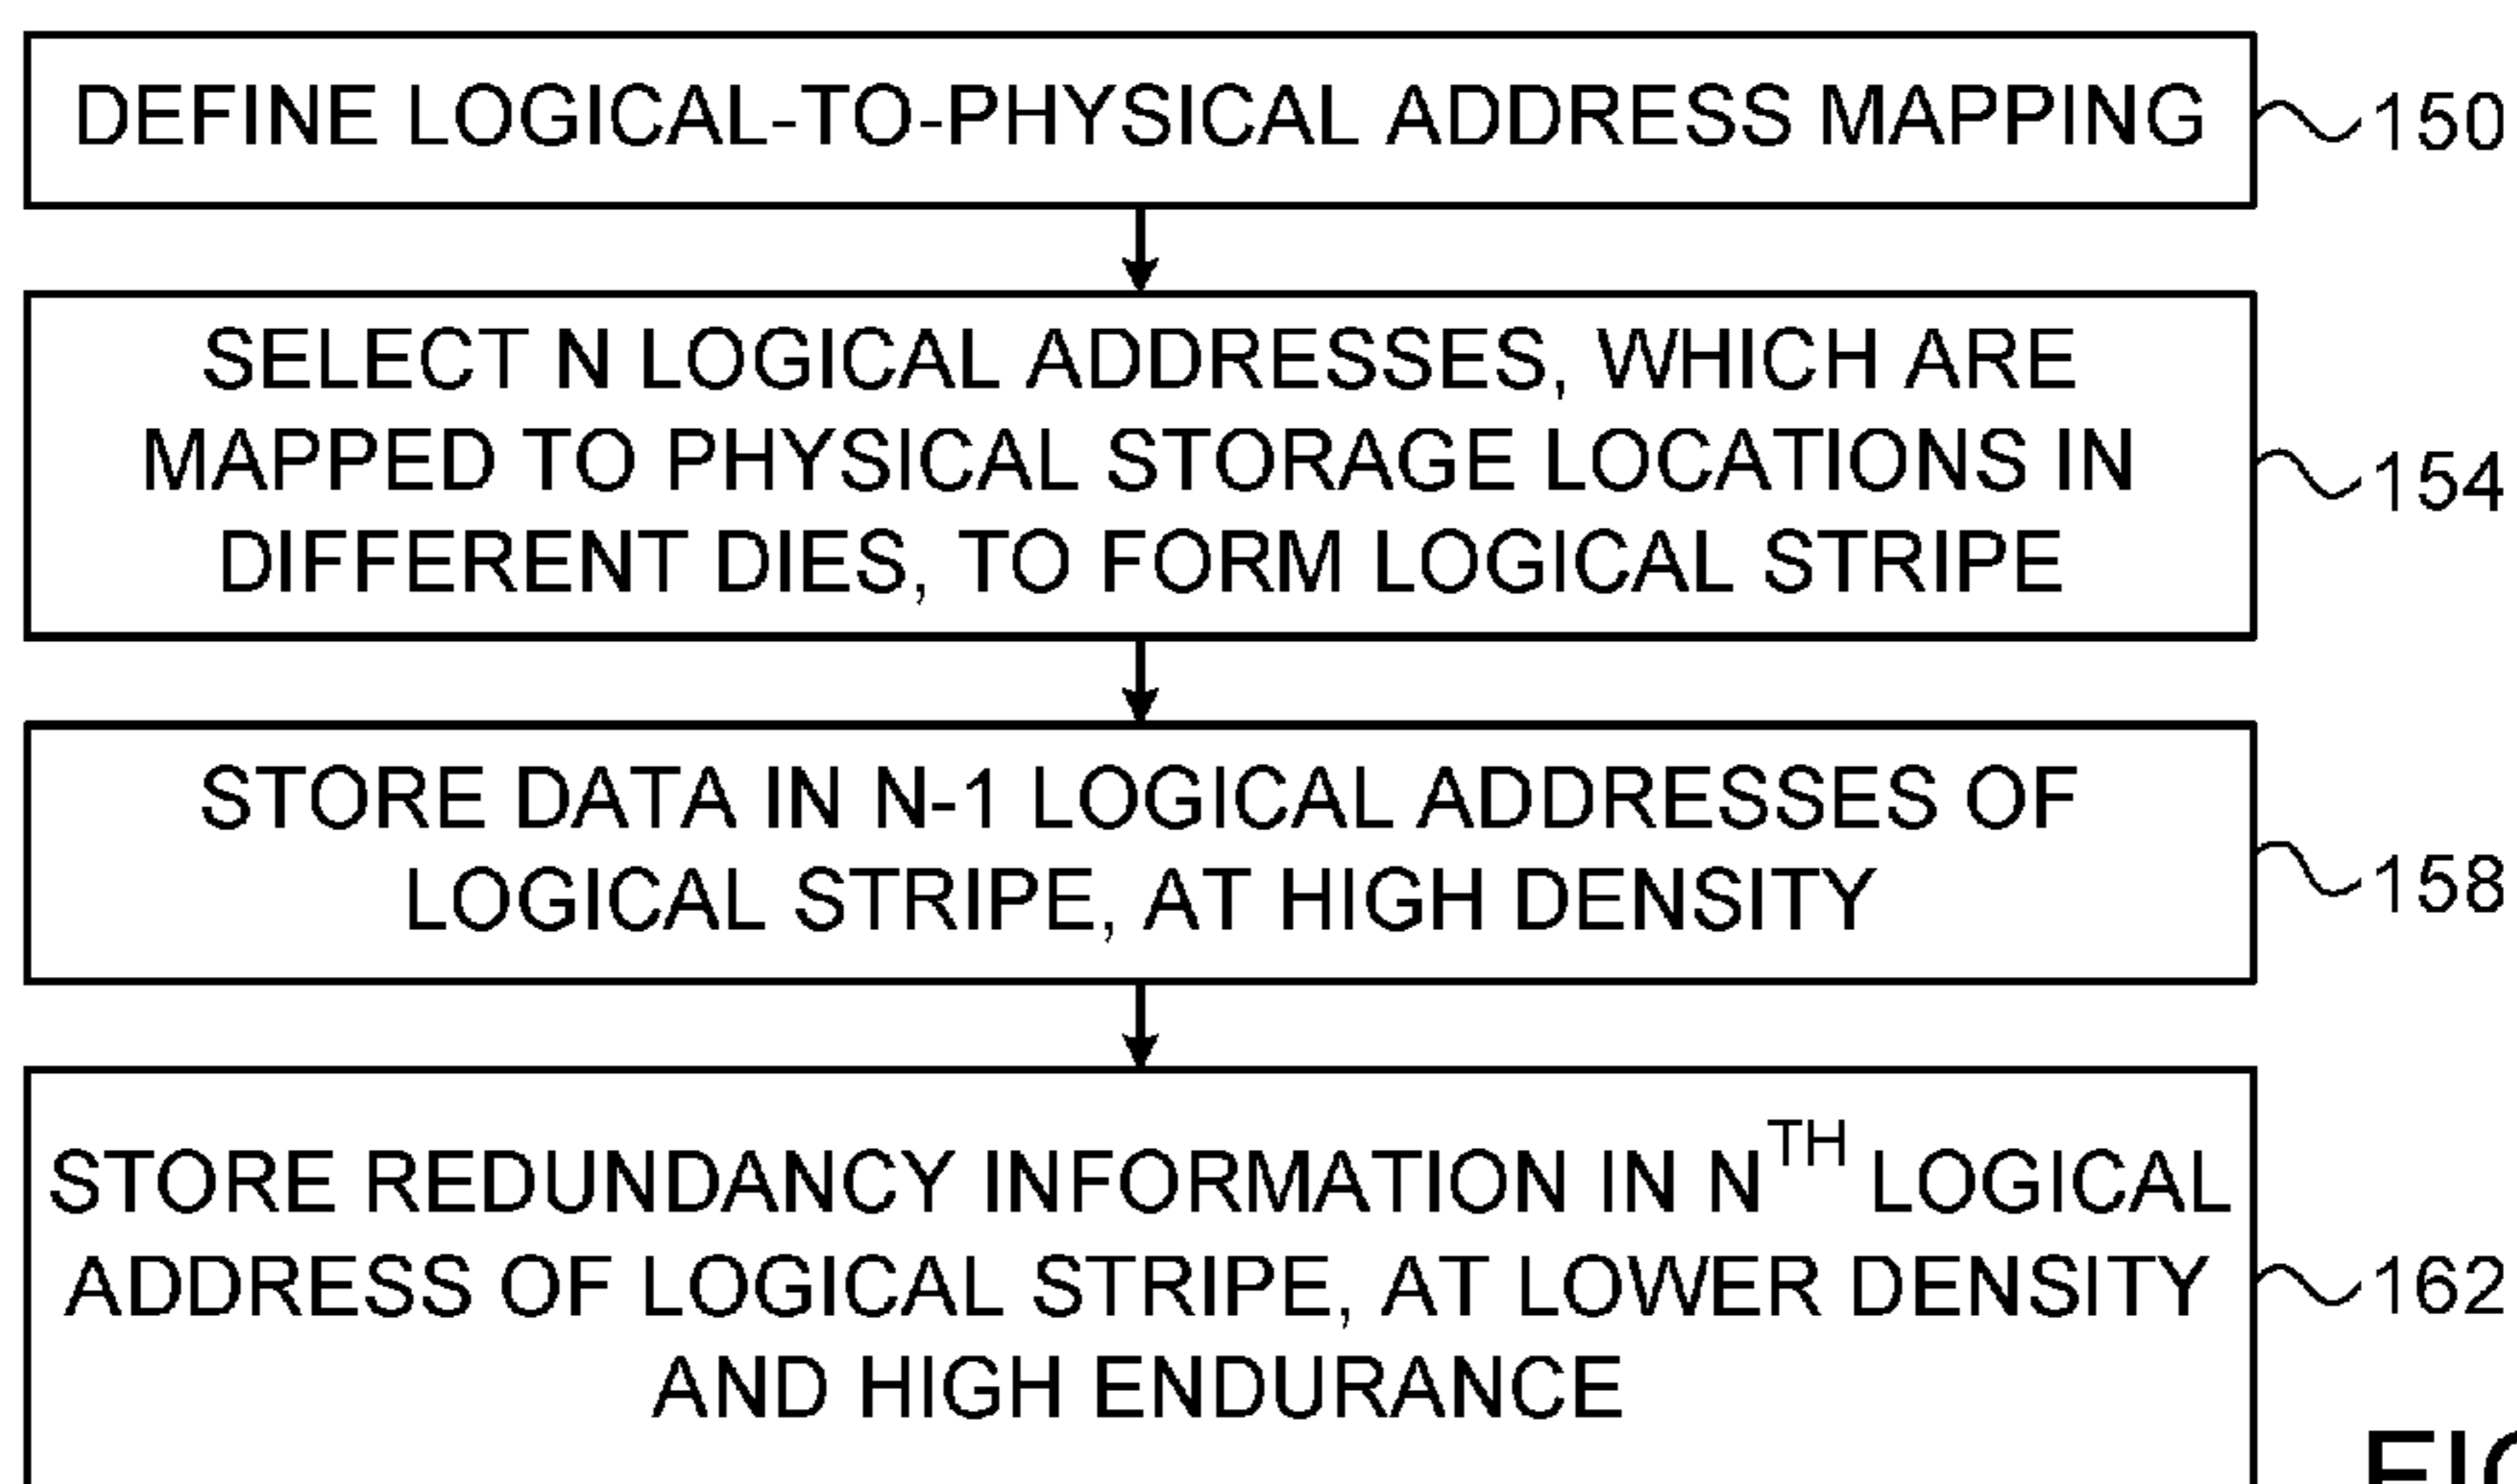 DEFINE LOGICAL-TO-PHYSICAL ADDRESS MAPPING
150
SELECT N LOGICAL ADDRESSES, WHICH ARE
MAPPED TO PHYSICAL STORAGE LOCATIONS IN
DIFFERENT DIES, TO FORM LOGICAL STRIPE
154
STORE DATA IN N-1 LOGICAL ADDRESSES OF
LOGICAL STRIPE, AT HIGH DENSITY
158
STORE REDUNDANCY INFORMATION IN N^TH LOGICAL
ADDRESS OF LOGICAL STRIPE, AT LOWER DENSITY
AND HIGH ENDURANCE
162